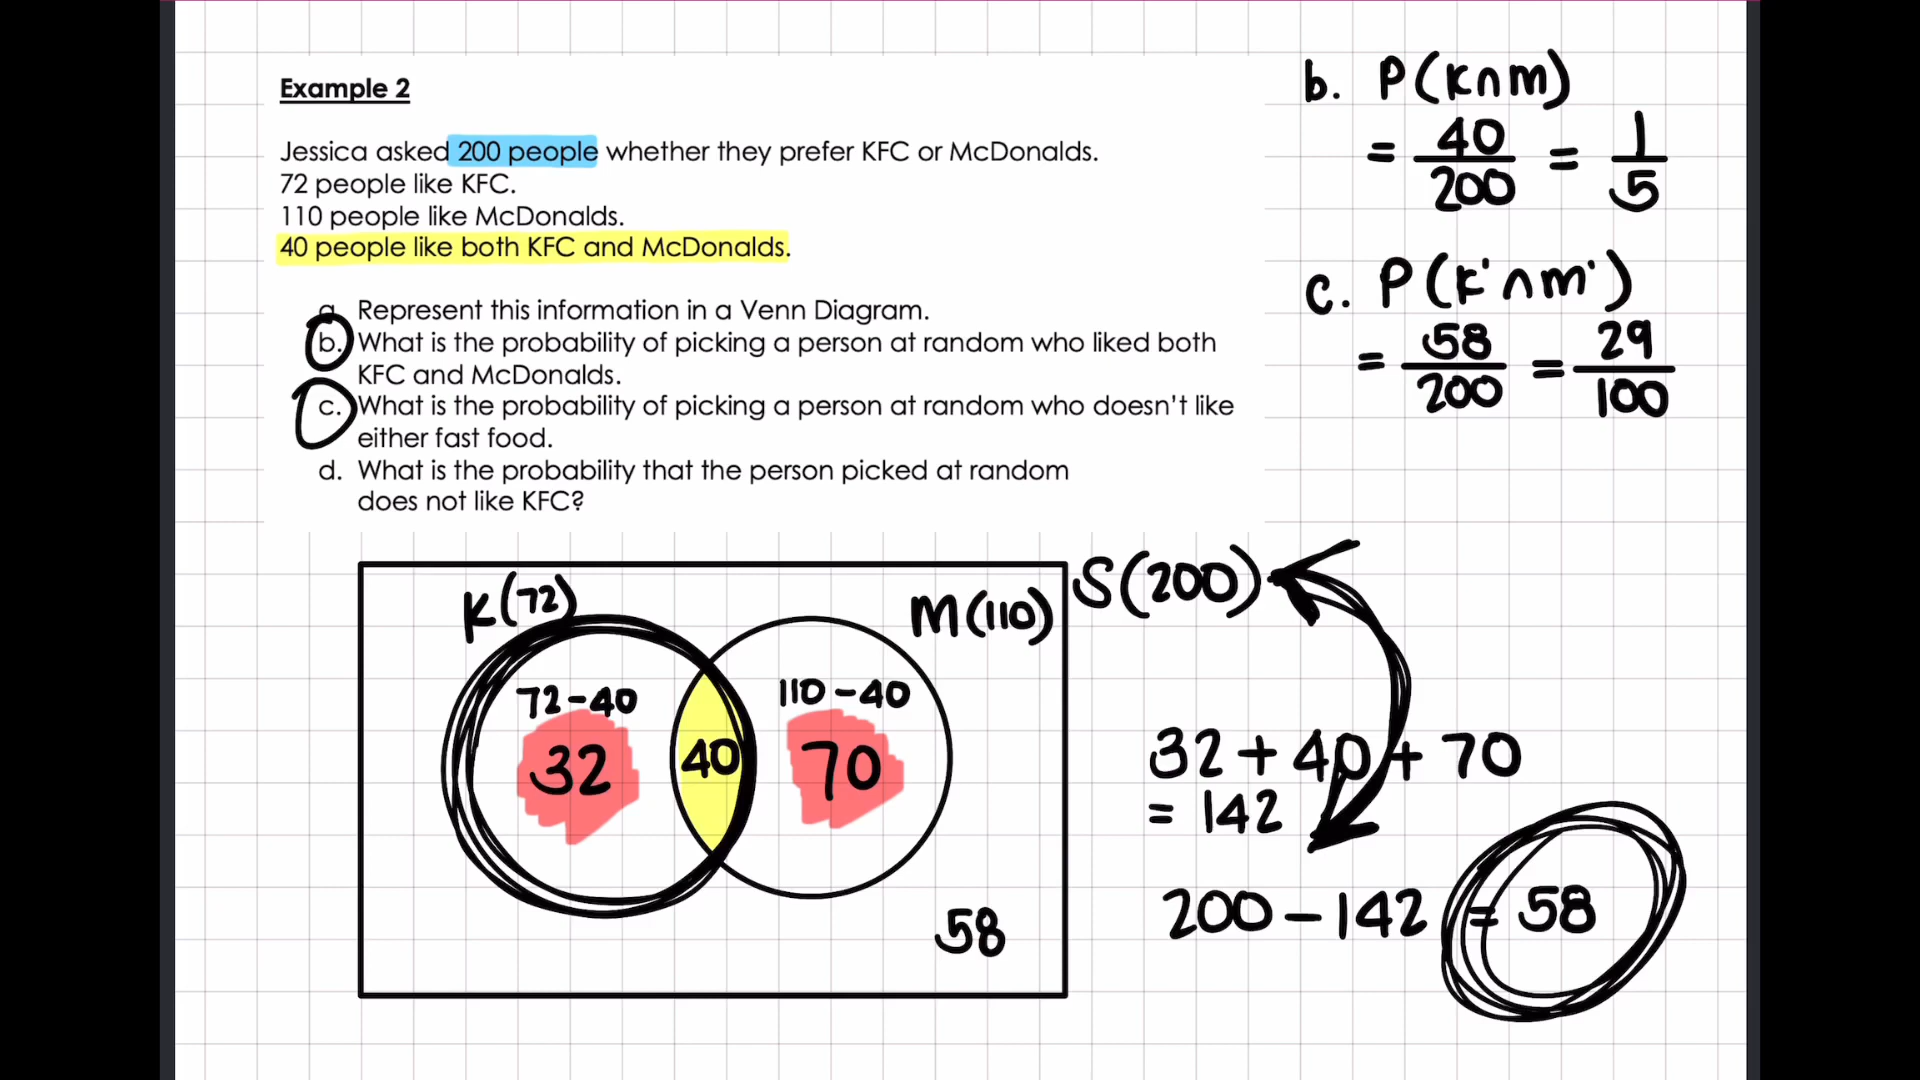 Example 2
Jessica asked 200 people whether they prefer KFC or McDonalds.
72 people like KFC.
110 people like McDonalds.
40 people like both KFC and McDonalds.
a. Represent this information in a Venn Diagram.
b. What is the probability of picking a person at random who liked both
KFC and McDonalds.
c. What is the probability of picking a person at random who doesn't like
either fast food.
d. What is the probability that the person picked at random
does not like KFC?
b. P(K∩M)
= 40/200 = 1/5
c. P(K'∩M')
= 58/200 = 29/100
K(72)
M(110)
S(200)
72-40
110-40
32
40
70
58
32+40+70
= 142
200-142 = 58